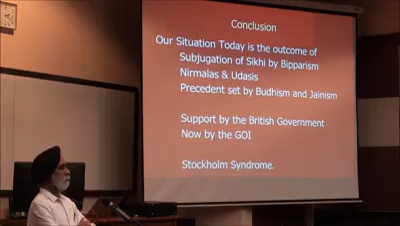 Conclusion
Our Situation Today is the outcome of
Subjugation of Sikhi by Bipparism
Nirmalas & Udasis
Precedent set by Budhism and Jainism
Support by the British Government
Now by the GOI
Stockholm Syndrome.